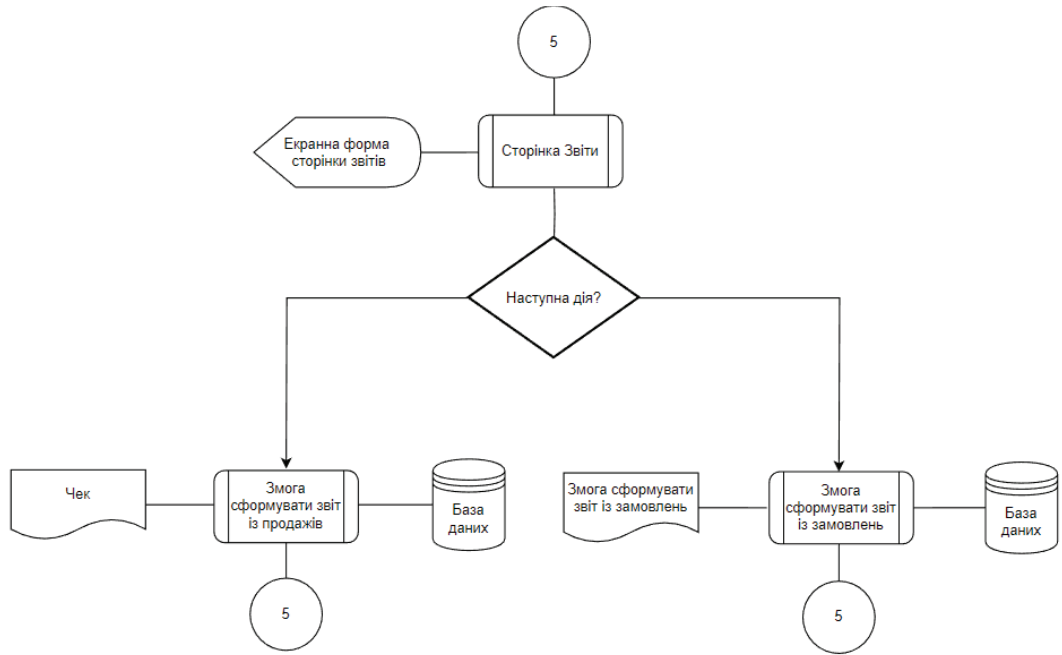 5
Екранна форма
сторінки звітів
Сторінка Звіти
Наступна дія?
Чек
Змога
сформувати звіт
із продажів
База
даних
Змога сформувати
звіт із замовлень
Змога
сформувати звіт
із замовлень
База
даних
5
5